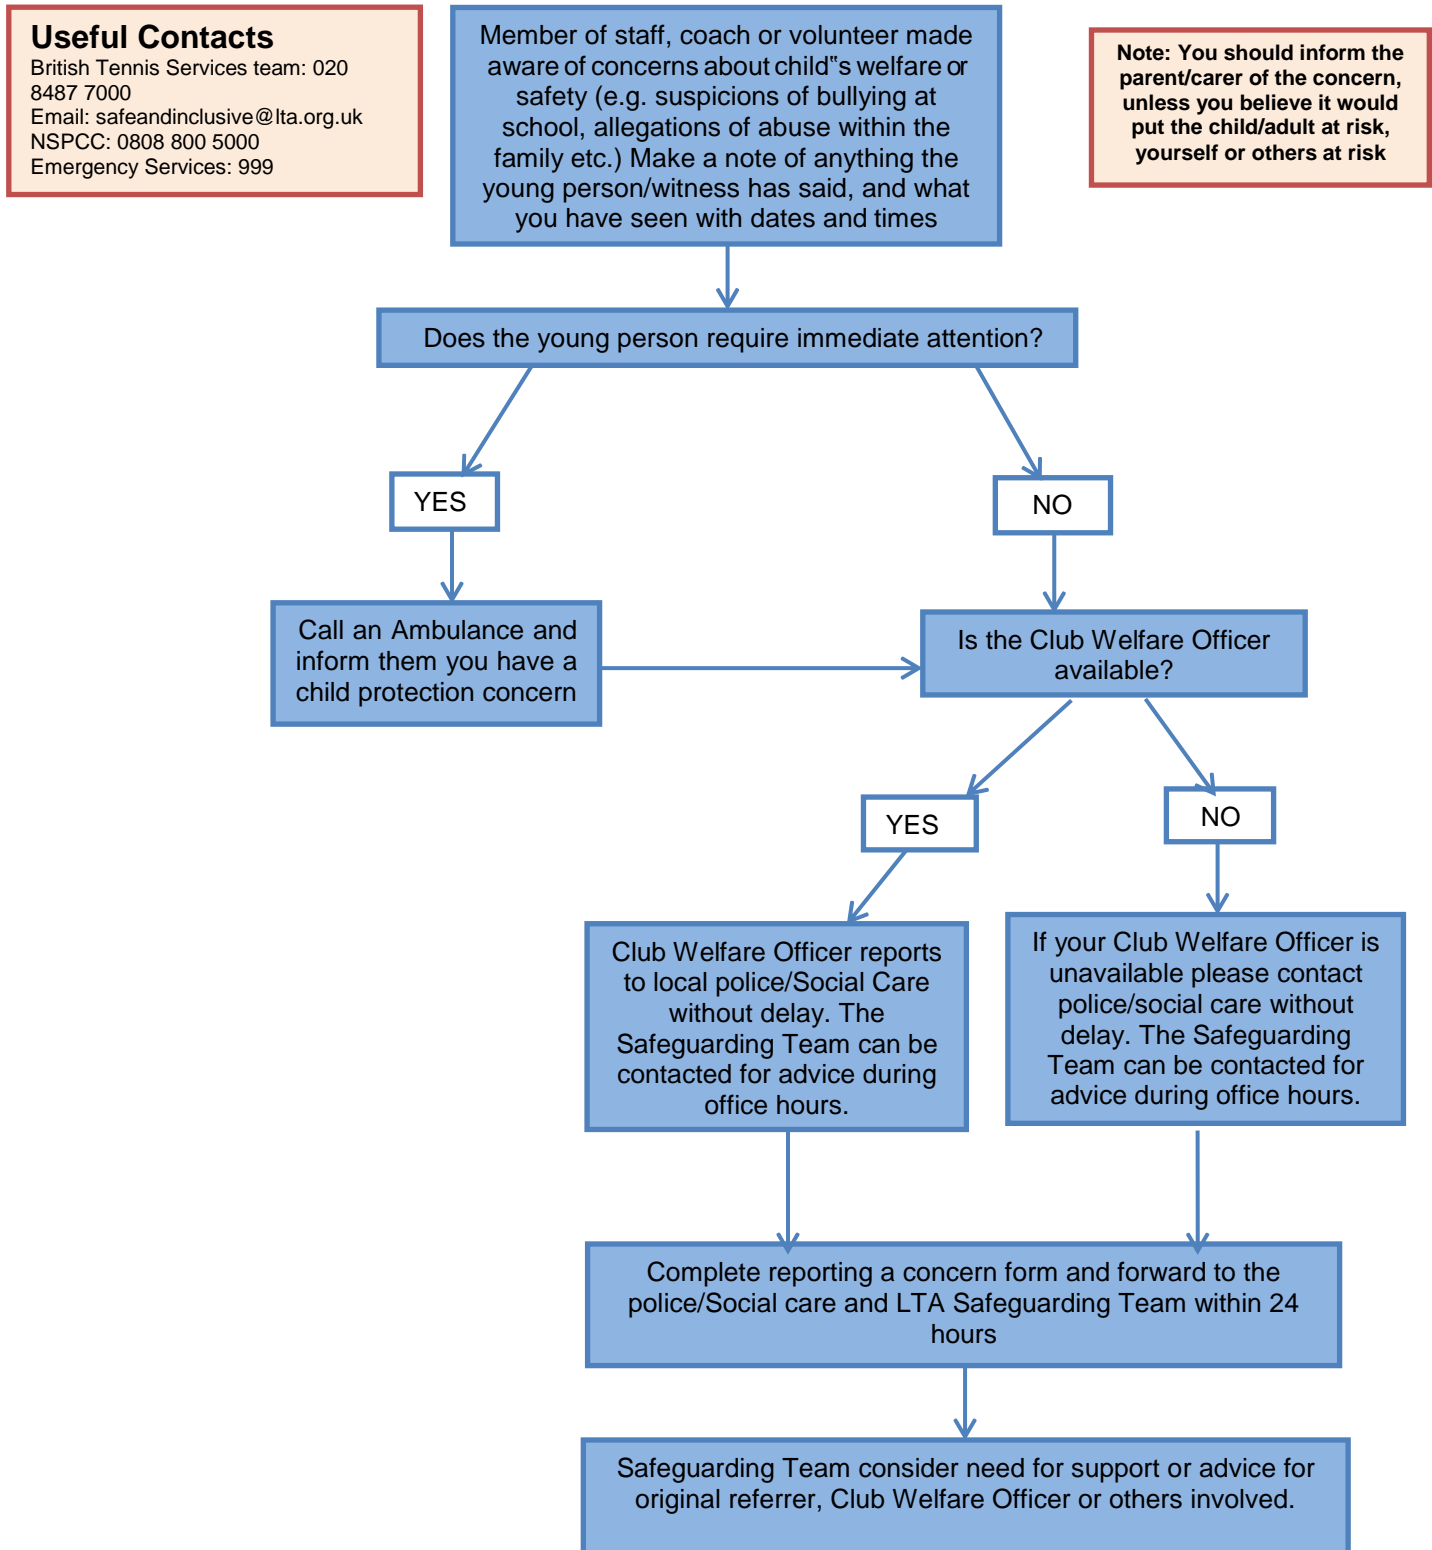 Useful Contacts
British Tennis Services team: 020
8487 7000
Email: safeandinclusive@lta.org.uk
NSPCC: 0808 800 5000
Emergency Services: 999
Member of staff, coach or volunteer made
aware of concerns about child‟s welfare or
safety (e.g. suspicions of bullying at
school, allegations of abuse within the
family etc.) Make a note of anything the
young person/witness has said, and what
you have seen with dates and times
Note: You should inform the
parent/carer of the concern,
unless you believe it would
put the child/adult at risk,
yourself or others at risk
Does the young person require immediate attention?
YES
NO
Call an Ambulance and
inform them you have a
child protection concern
Is the Club Welfare Officer
available?
YES
NO
Club Welfare Officer reports
to local police/Social Care
without delay. The
Safeguarding Team can be
contacted for advice during
office hours.
If your Club Welfare Officer is
unavailable please contact
police/social care without
delay. The Safeguarding
Team can be contacted for
advice during office hours.
Complete reporting a concern form and forward to the
police/Social care and LTA Safeguarding Team within 24
hours
Safeguarding Team consider need for support or advice for
original referrer, Club Welfare Officer or others involved.